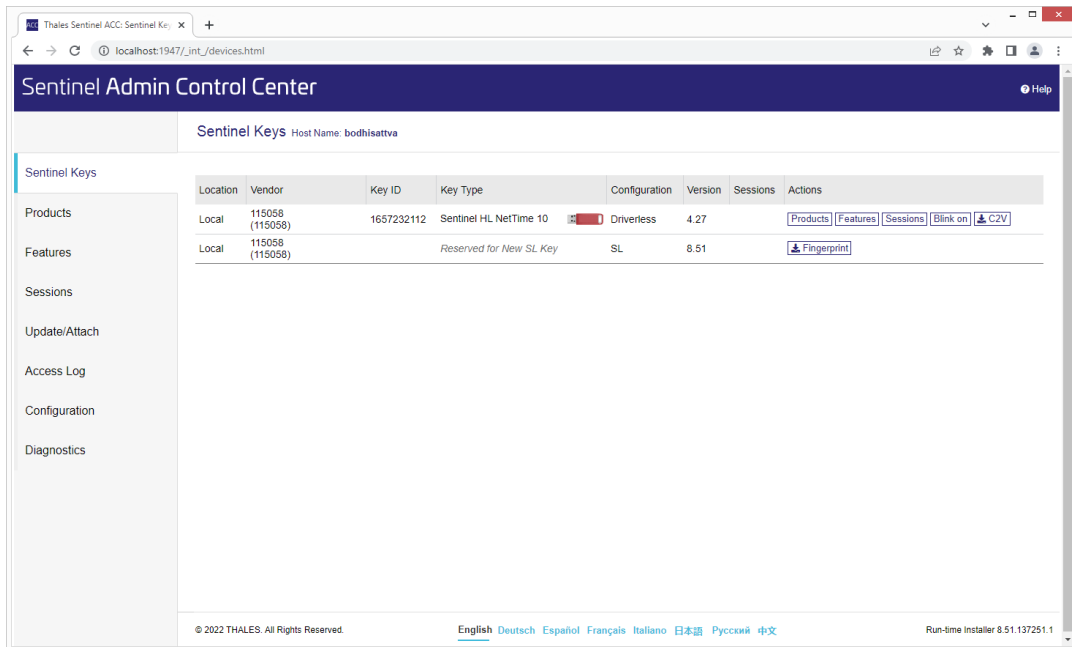 ACC Thales Sentinel ACC: Sentinel Key
localhost:1947/_int_/devices.html
Sentinel Admin Control Center
Help
Sentinel Keys Host Name: bodhisattva
Sentinel Keys
Products
Features
Sessions
Update/Attach
Access Log
Configuration
Diagnostics
Location Vendor Key ID Key Type Configuration Version Sessions Actions
Local 115058 (115058) 1657232112 Sentinel HL NetTime 10 Driverless 4.27 Products Features Sessions Blink on C2V
Local 115058 (115058) Reserved for New SL Key SL 8.51 Fingerprint
© 2022 THALES. All Rights Reserved. English Deutsch Español Français Italiano 日本語 Русский 中文 Run-time Installer 8.51.137251.1